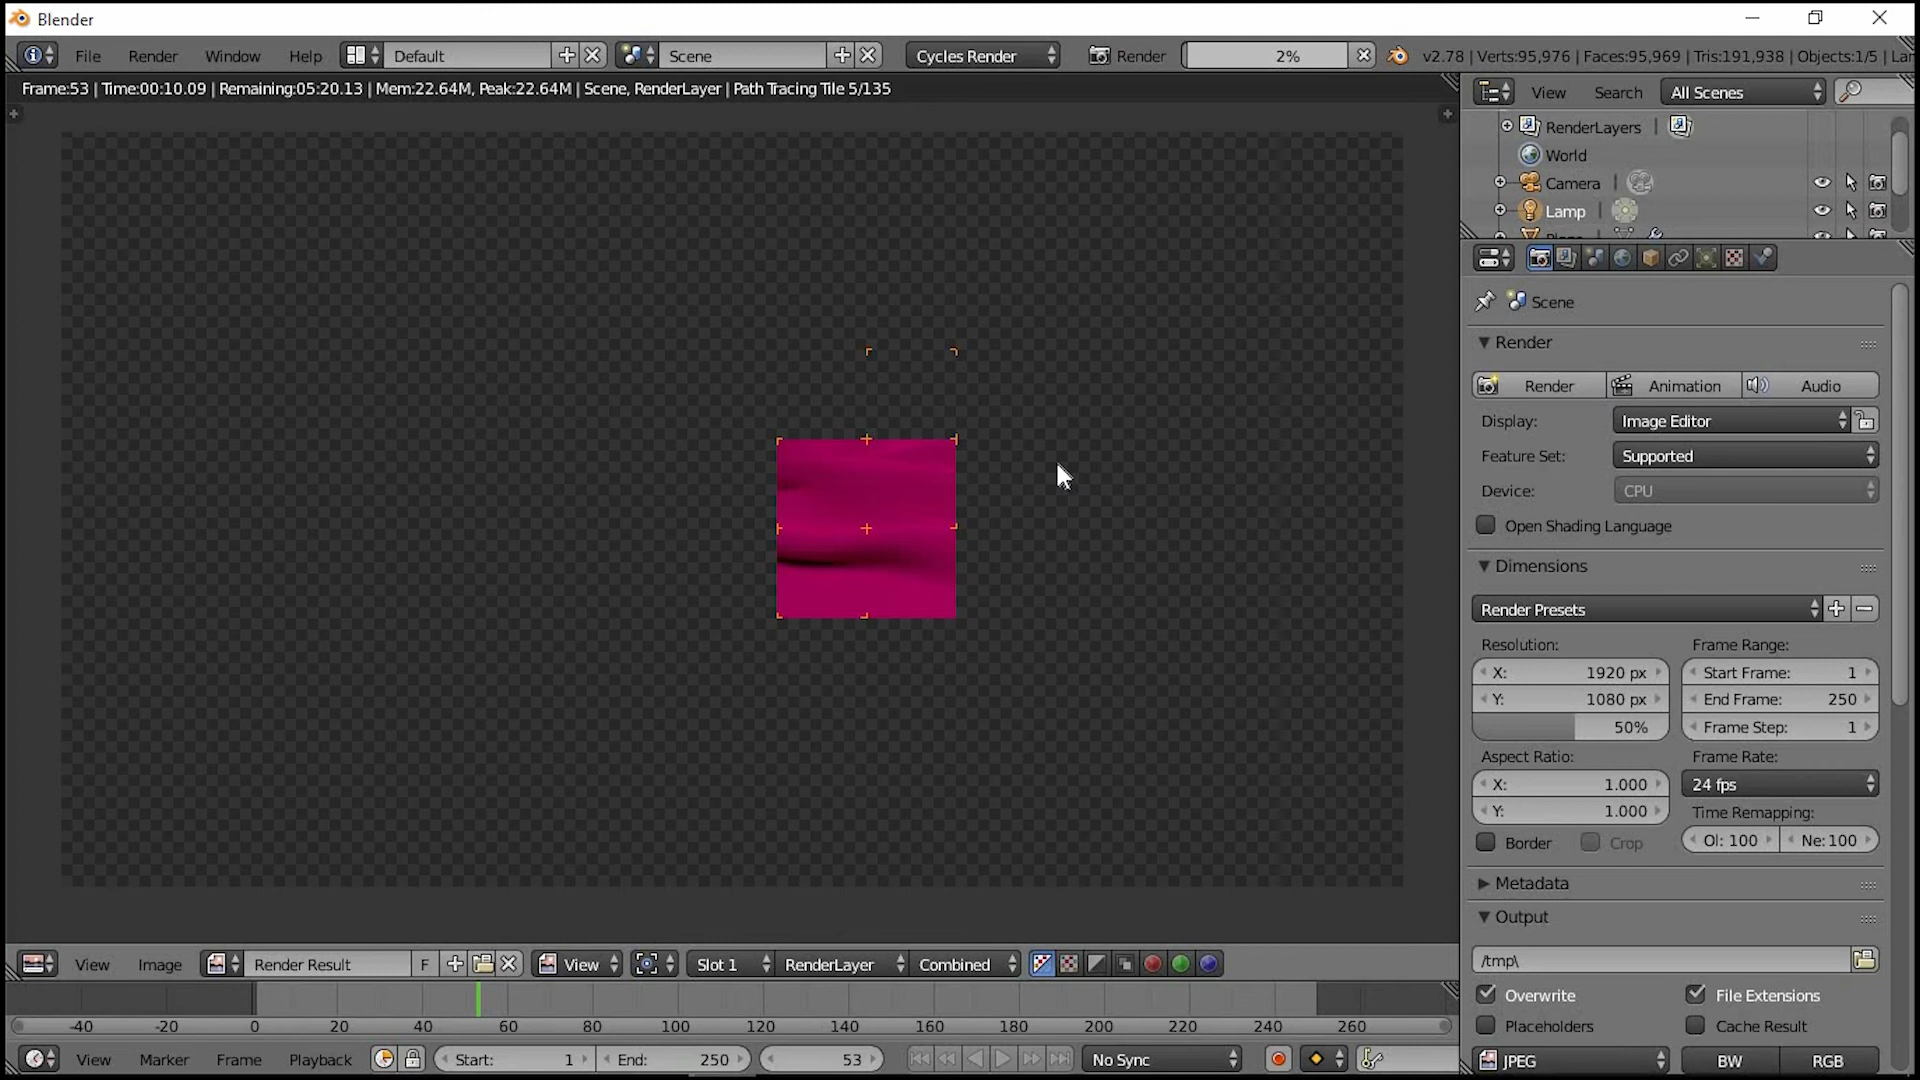 Blender
File Render Window Help Default Scene Cycles Render Render 2% v2.78 | Verts:95,976 | Faces:95,969 | Tris:191,938 | Objects:1/5 | Lar
Frame:53 | Time:00:10.09 | Remaining:05:20.13 | Mem:22.64M, Peak:22.64M | Scene, RenderLayer | Path Tracing Tile 5/135
View Search All Scenes
RenderLayers
World
Camera
Lamp
Scene
Render
Render Animation Audio
Display: Image Editor
Feature Set: Supported
Device: CPU
Open Shading Language
Dimensions
Render Presets
Resolution: Frame Range:
X: 1920 px Start Frame: 1
Y: 1080 px End Frame: 250
50% Frame Step: 1
Aspect Ratio: Frame Rate:
X: 1.000 24 fps
Y: 1.000 Time Remapping:
Border Crop Ol: 100 Ne: 100
Metadata
Output
/tmp\
Overwrite File Extensions
Placeholders Cache Result
JPEG BW RGB
View Image Render Result F View Slot 1 RenderLayer Combined
-40 -20 0 20 40 60 80 100 120 140 160 180 200 220 240 260
View Marker Frame Playback Start: 1 End: 250 53 No Sync